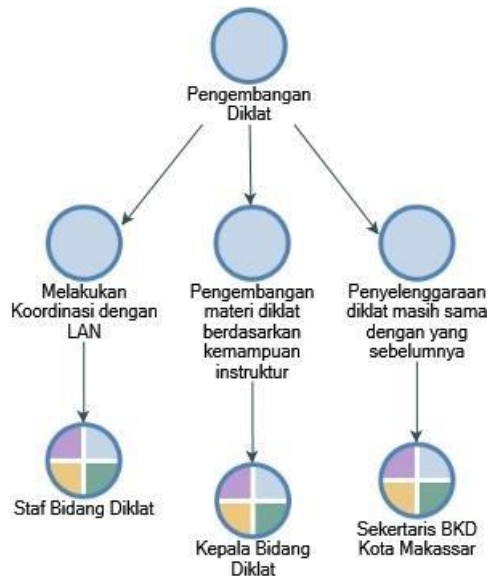 Pengembangan
Diklat
Melakukan
Koordinasi dengan
LAN
Pengembangan
materi diklat
berdasarkan
kemampuan
instruktur
Penyelenggaraan
diklat masih sama
dengan yang
sebelumnya
Staf Bidang Diklat
Kepala Bidang
Diklat
Sekertaris BKD
Kota Makassar